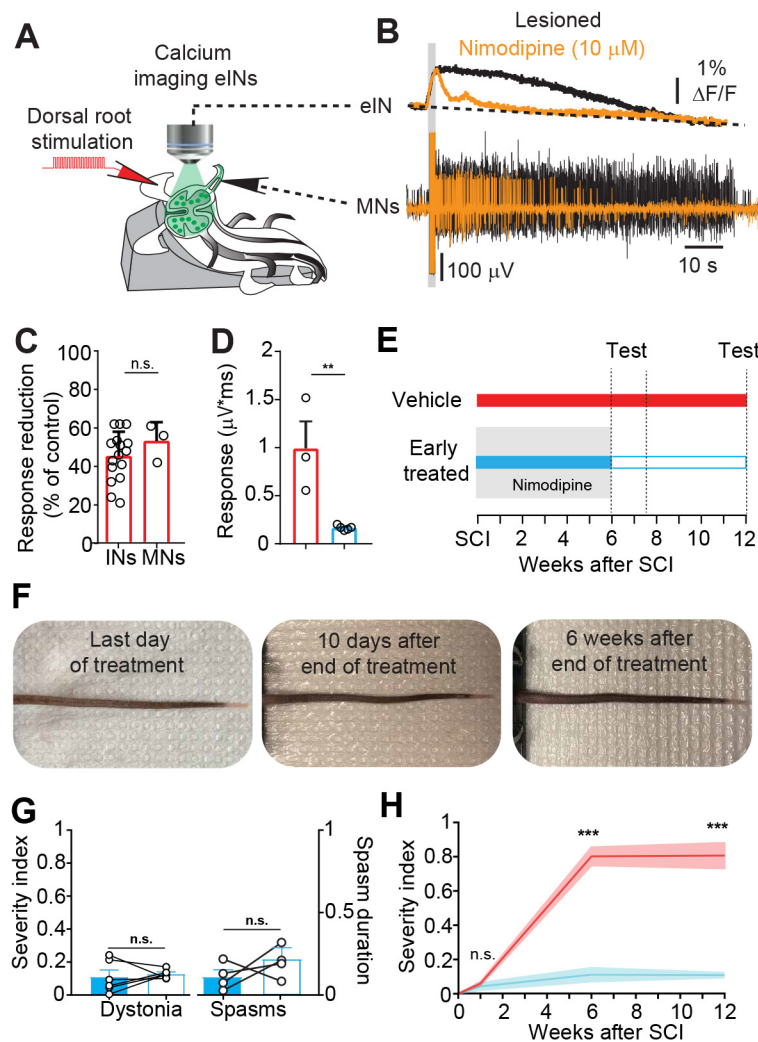 A
Calcium
imaging eINs
Dorsal root
stimulation
B
Lesioned
Nimodipine (10 µM)
1%
ΔF/F
eIN
MNs
100 µV
10 s
C
Response reduction
(% of control)
100
80
60
40
20
0
n.s.
INs MNs
D
Response (µV*ms)
2
1.5
1
0.5
0
**
E
Test Test
Vehicle
Early
treated
Nimodipine
SCI 2 4 6 8 10 12
Weeks after SCI
F
Last day
of treatment
10 days after
end of treatment
6 weeks after
end of treatment
G
Severity index
1
0.8
0.6
0.4
0.2
0
n.s.
n.s.
Dystonia Spasms
1
0.5
0
Spasm duration
H
Severity index
1
0.8
0.6
0.4
0.2
0
n.s.
***
***
0 2 4 6 8 10 12
Weeks after SCI